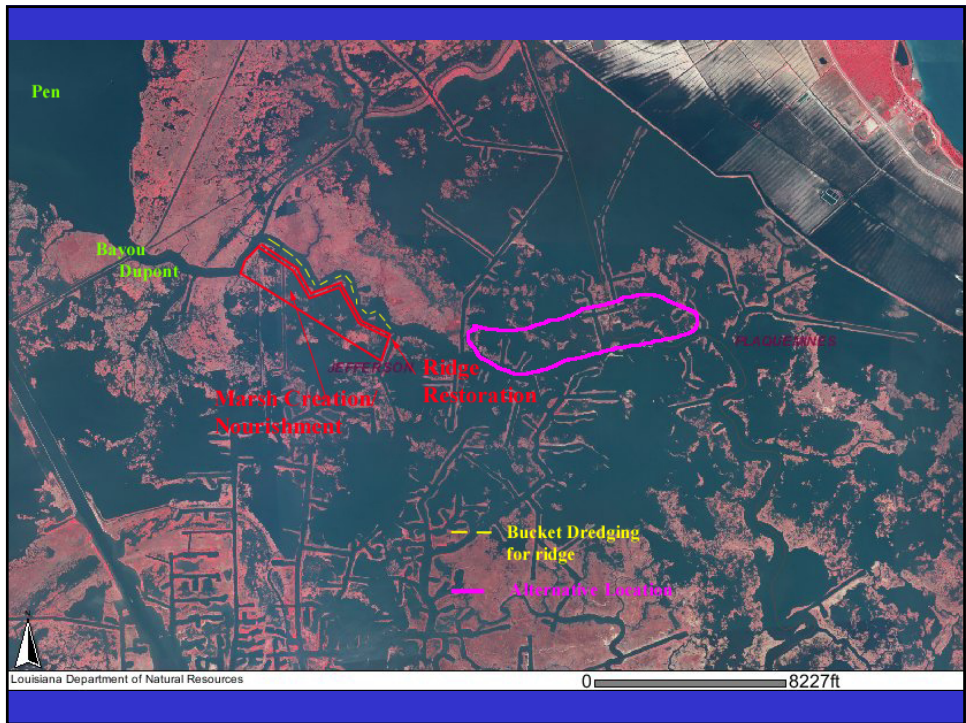 Pen
Bayou
Dupont
PLAQUEMINES
JEFFERSON
Ridge
Restoration
Marsh Creation/
Nourishment
Bucket Dredging
for ridge
Alternative Location
N
Louisiana Department of Natural Resources
0
8227ft